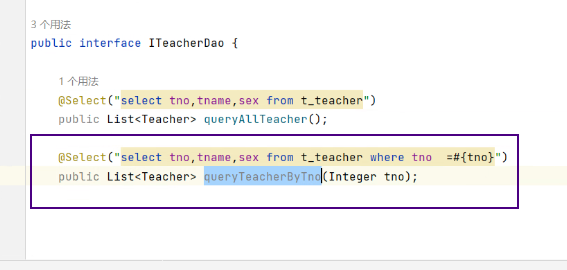 3 个用法
public interface ITeacherDao {
1 个用法
@Select("select tno,tname,sex from t_teacher")
public List<Teacher> queryAllTeacher();
@Select("select tno,tname,sex from t_teacher where tno  =#{tno}")
public List<Teacher> queryTeacherByTno(Integer tno);